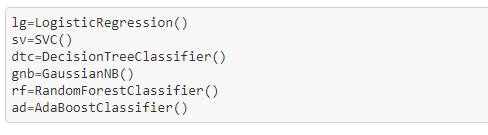 lg=LogisticRegression()
sv=SVC()
dtc=DecisionTreeClassifier()
gnb=GaussianNB()
rf=RandomForestClassifier()
ad=AdaBoostClassifier()